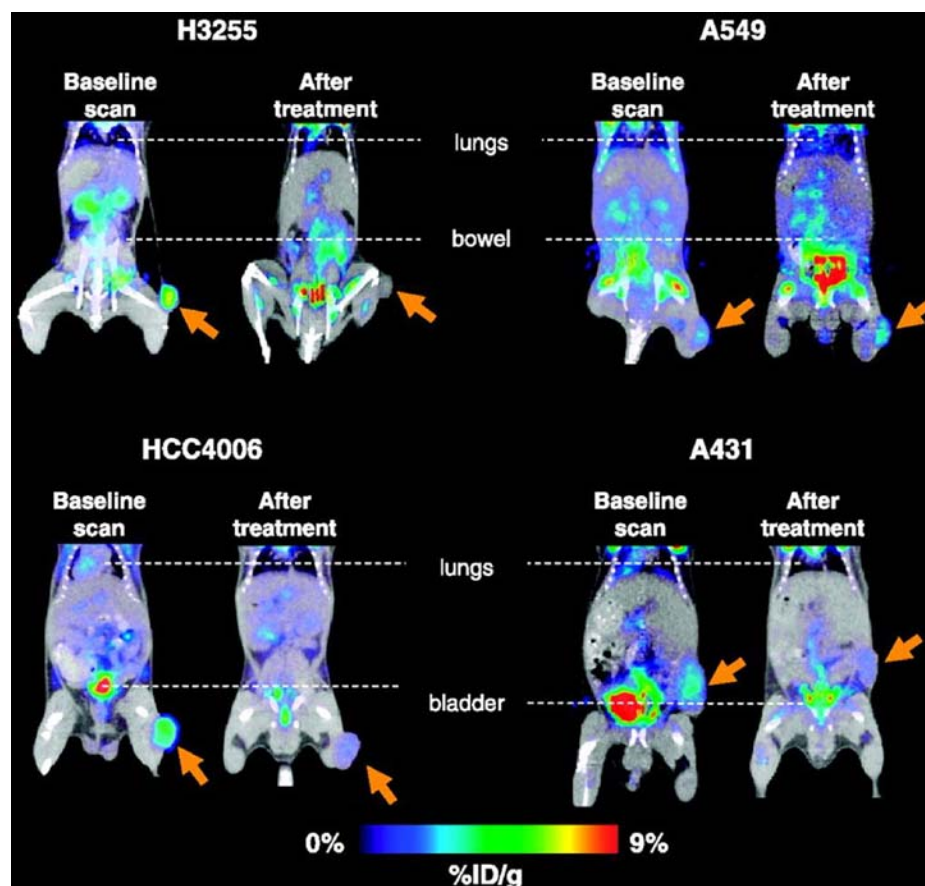 H3255
A549
Baseline
scan
After
treatment
Baseline
scan
After
treatment
lungs
bowel
HCC4006
A431
Baseline
scan
After
treatment
Baseline
scan
After
treatment
lungs
bladder
0%
9%
%ID/g